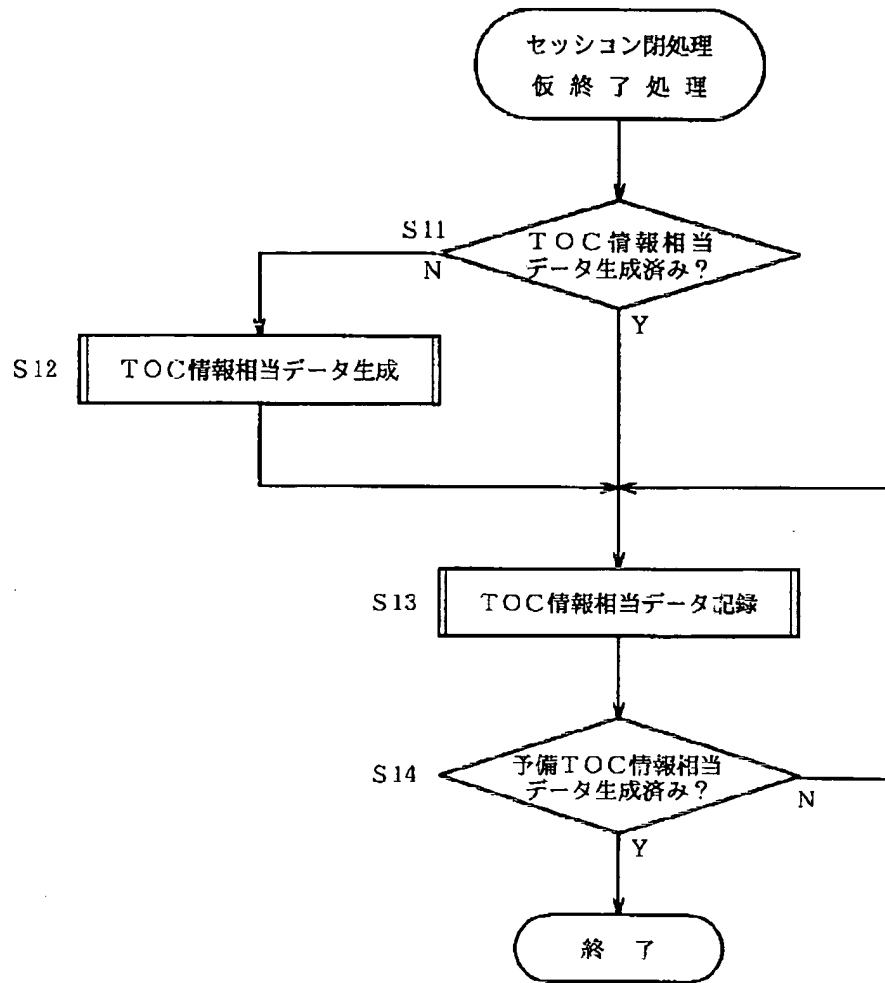 セッション閉処理
仮終了処理
S11
TOC情報相当
データ生成済み?
N
Y
S12
TOC情報相当データ生成
S13
TOC情報相当データ記録
S14
予備TOC情報相当
データ生成済み?
N
Y
終了